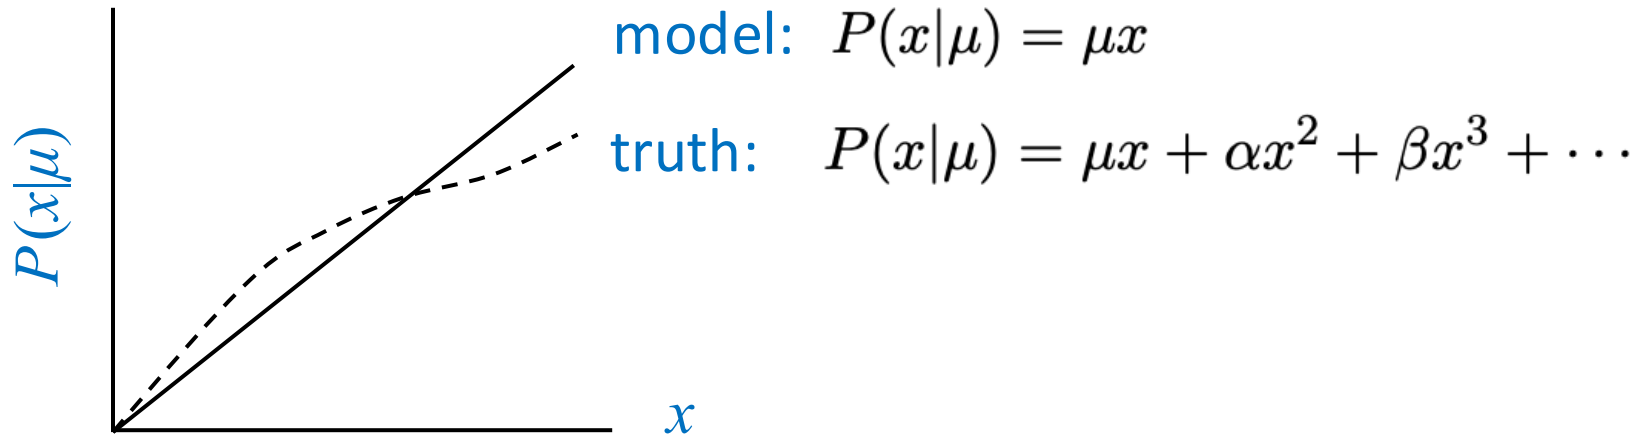 model: P(x|μ) = μx
truth: P(x|μ) = μx + αx² + βx³ + ⋯
P(x|μ)
x